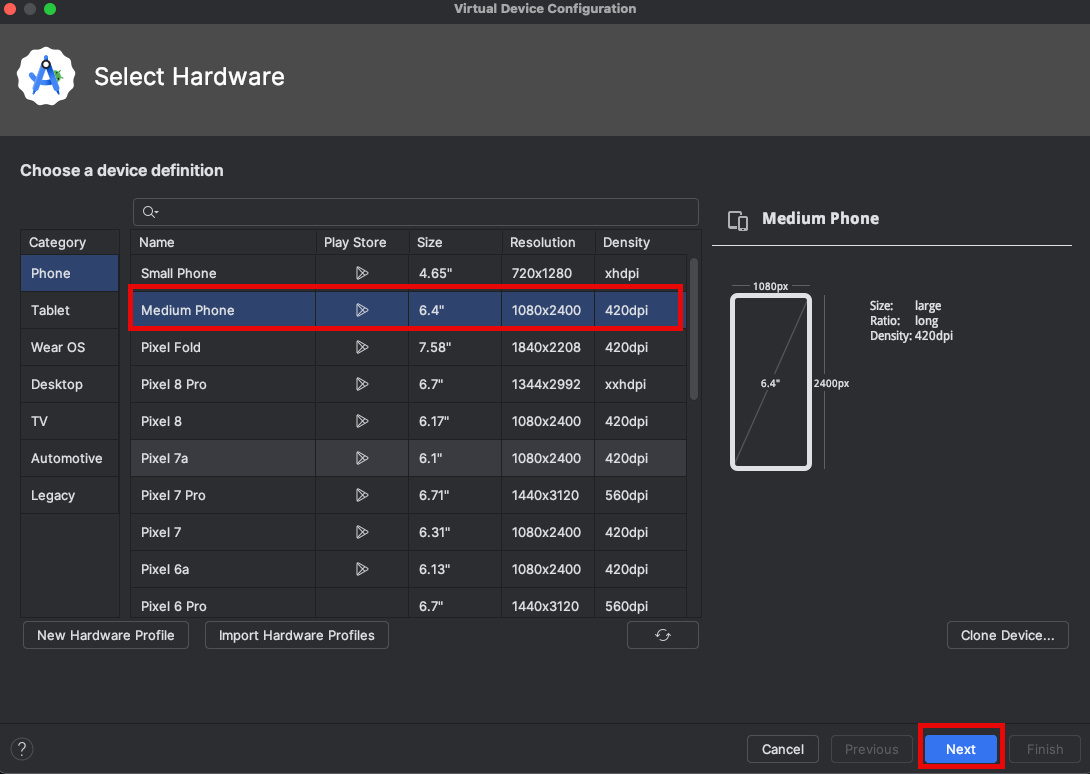 Virtual Device Configuration
Select Hardware
Choose a device definition
Category
Phone
Tablet
Wear OS
Desktop
TV
Automotive
Legacy
Name Play Store Size Resolution Density
Small Phone 4.65" 720x1280 xhdpi
Medium Phone 6.4" 1080x2400 420dpi
Pixel Fold 7.58" 1840x2208 420dpi
Pixel 8 Pro 6.7" 1344x2992 xxhdpi
Pixel 8 6.17" 1080x2400 420dpi
Pixel 7a 6.1" 1080x2400 420dpi
Pixel 7 Pro 6.71" 1440x3120 560dpi
Pixel 7 6.31" 1080x2400 420dpi
Pixel 6a 6.13" 1080x2400 420dpi
Pixel 6 Pro 6.7" 1440x3120 560dpi
Medium Phone
1080px
6.4"
2400px
Size: large
Ratio: long
Density: 420dpi
New Hardware Profile Import Hardware Profiles Clone Device...
? Cancel Previous Next Finish